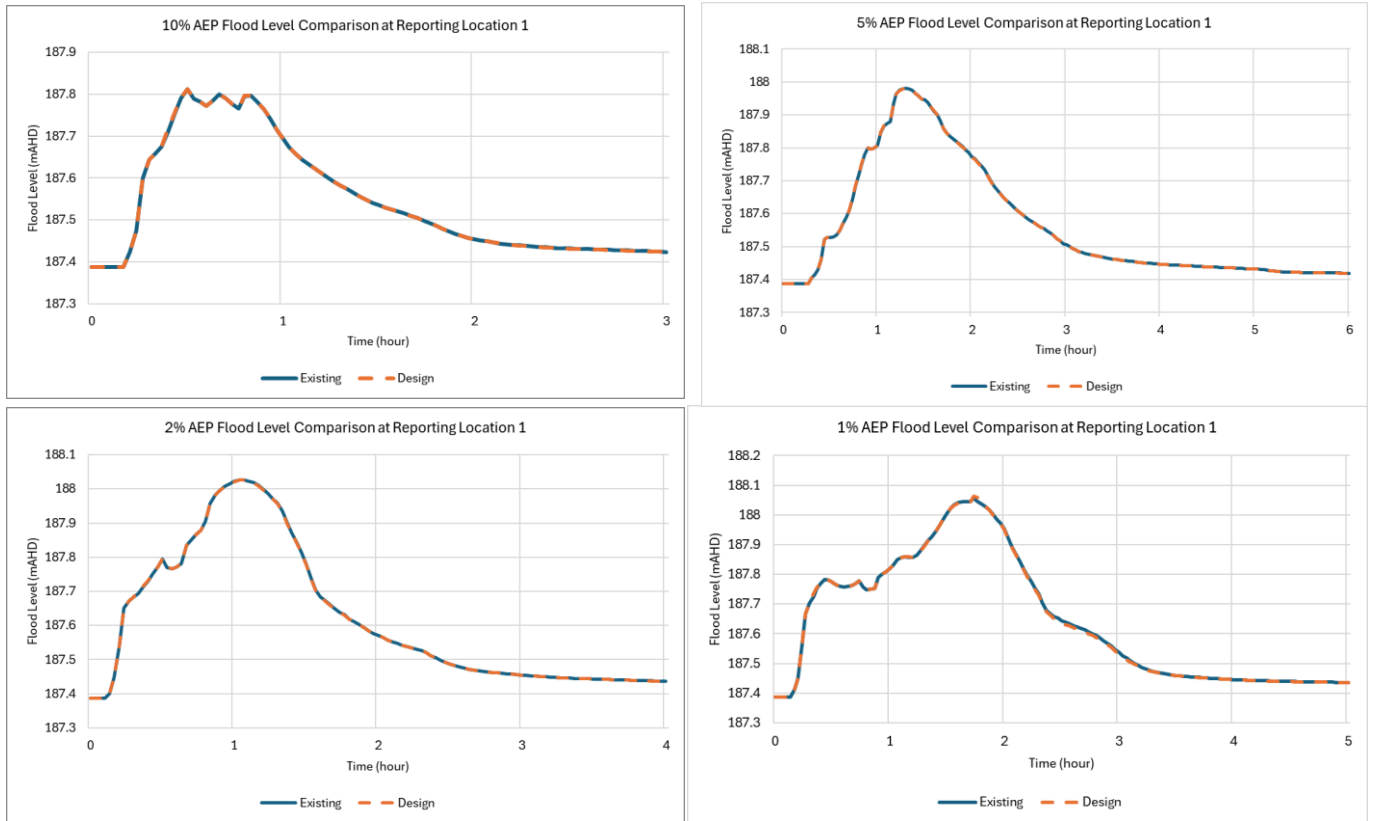 10% AEP Flood Level Comparison at Reporting Location 1
187.9
187.8
187.7
187.6
187.5
187.4
187.3
Flood Level (mAHD)
0 1 2 3
Time (hour)
Existing Design
5% AEP Flood Level Comparison at Reporting Location 1
188.1
188
187.9
187.8
187.7
187.6
187.5
187.4
187.3
Flood Level (mAHD)
0 1 2 3 4 5 6
Time (hour)
Existing Design
2% AEP Flood Level Comparison at Reporting Location 1
188.1
188
187.9
187.8
187.7
187.6
187.5
187.4
187.3
Flood Level (mAHD)
0 1 2 3 4
Time (hour)
Existing Design
1% AEP Flood Level Comparison at Reporting Location 1
188.2
188.1
188
187.9
187.8
187.7
187.6
187.5
187.4
187.3
Flood Level (mAHD)
0 1 2 3 4 5
Time (hour)
Existing Design